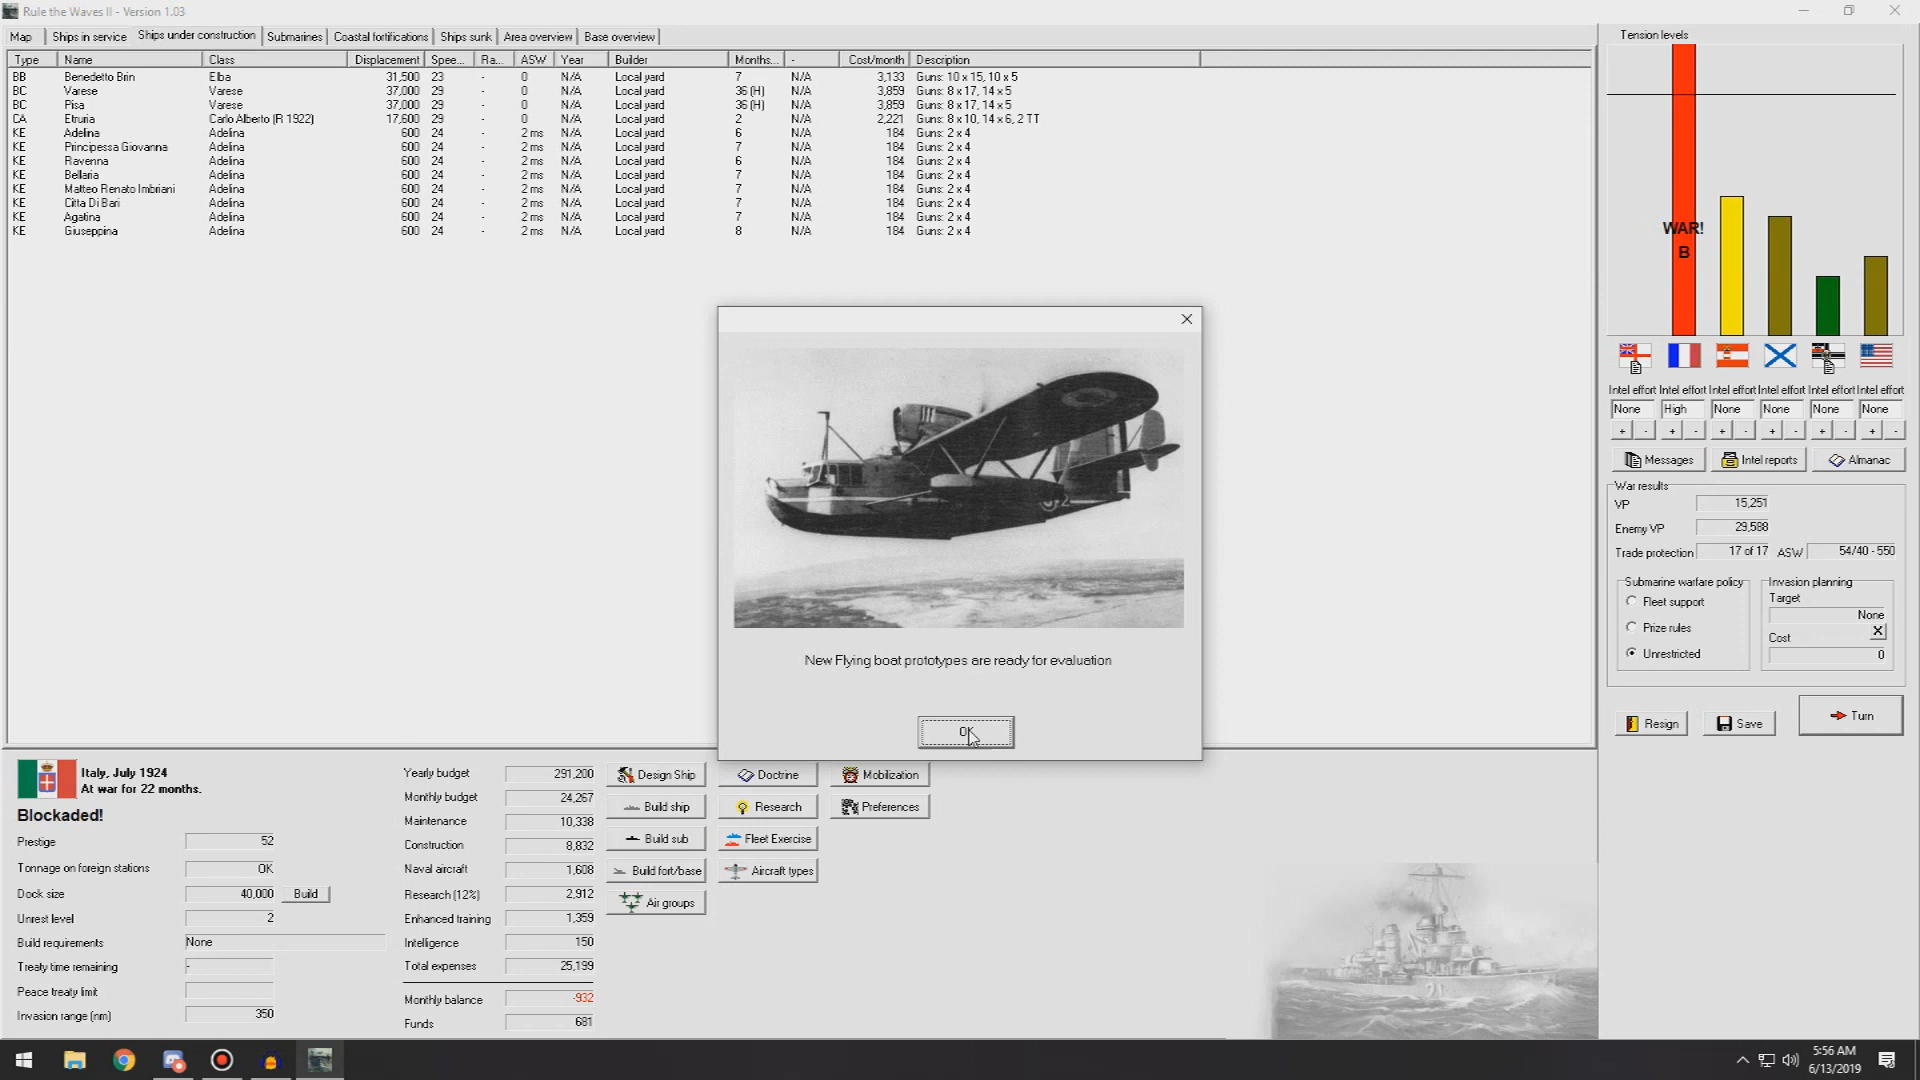 Rule the Waves II - Version 1.03
Map Ships in service Ships under construction Submarines Coastal fortifications Ships sunk Area overview Base overview
Type Name Class Displacement Spee... Ra... ASW Year Builder Months... - Cost/month Description
BB Benedetto Brin Elba 31,500 23 - 0 N/A Local yard 7 N/A 3,133 Guns: 10 x 15, 10 x 5
BC Varese Varese 37,000 29 - 0 N/A Local yard 36 (H) N/A 3,859 Guns: 8 x 17, 14 x 5
BC Pisa Varese 37,000 29 - 0 N/A Local yard 36 (H) N/A 3,859 Guns: 8 x 17, 14 x 5
CA Etruria Carlo Alberto (R 1922) 17,600 29 - 0 N/A Local yard 2 N/A 2,221 Guns: 8 x 10, 14 x 6, 2 TT
KE Adelina Adelina 600 24 - 2 ms N/A Local yard 6 N/A 184 Guns: 2 x 4
KE Principessa Giovanna Adelina 600 24 - 2 ms N/A Local yard 7 N/A 184 Guns: 2 x 4
KE Ravenna Adelina 600 24 - 2 ms N/A Local yard 6 N/A 184 Guns: 2 x 4
KE Bellaria Adelina 600 24 - 2 ms N/A Local yard 7 N/A 184 Guns: 2 x 4
KE Matteo Renato Imbriani Adelina 600 24 - 2 ms N/A Local yard 7 N/A 184 Guns: 2 x 4
KE Citta Di Bari Adelina 600 24 - 2 ms N/A Local yard 7 N/A 184 Guns: 2 x 4
KE Agatina Adelina 600 24 - 2 ms N/A Local yard 7 N/A 184 Guns: 2 x 4
KE Giuseppina Adelina 600 24 - 2 ms N/A Local yard 8 N/A 184 Guns: 2 x 4
New Flying boat prototypes are ready for evaluation
OK
Tension levels
WAR!
B
Intel effort Intel effort Intel effort Intel effort Intel effort Intel effort
None High None None None None
+ - + - + - + - + - + -
Messages Intel reports Almanac
War results
VP 15,251
Enemy VP 29,588
Trade protection 17 of 17 ASW 54/40 - 550
Submarine warfare policy
Fleet support
Prize rules
Unrestricted
Invasion planning
Target
None
Cost X
0
Resign Save Turn
Italy, July 1924
At war for 22 months.
Blockaded!
Prestige 52
Tonnage on foreign stations OK
Dock size 40,000 Build
Unrest level 2
Build requirements None
Treaty time remaining -
Peace treaty limit
Invasion range (nm) 350
Yearly budget 291,200
Monthly budget 24,267
Maintenance 10,338
Construction 8,832
Naval aircraft 1,608
Research (12%) 2,912
Enhanced training 1,359
Intelligence 150
Total expenses 25,199
Monthly balance -932
Funds 681
Design Ship Doctrine Mobilization
Build ship Research Preferences
Build sub Fleet Exercise
Build fort/base Aircraft types
Air groups
5:56 AM
6/13/2019